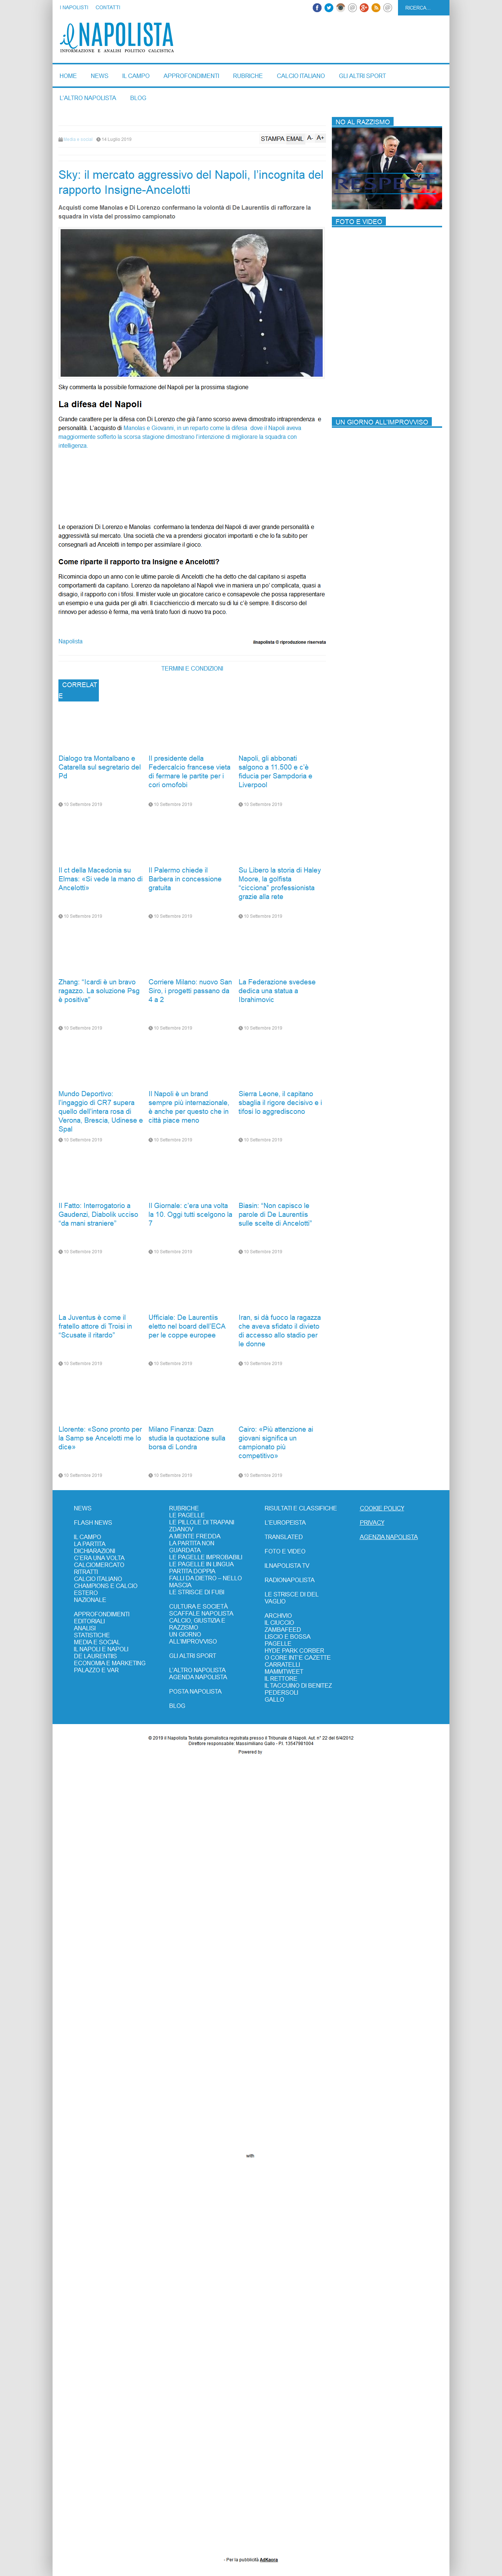 I NAPOLISTI
CONTATTI
RICERCA...
il NAPOLISTA
INFORMAZIONE E ANALISI POLITICO CALCISTICA
HOME
NEWS
IL CAMPO
APPROFONDIMENTI
RUBRICHE
CALCIO ITALIANO
GLI ALTRI SPORT
L'ALTRO NAPOLISTA
BLOG
Media e social
14 Luglio 2019
STAMPA EMAIL A- A+
Sky: il mercato aggressivo del Napoli, l'incognita del
rapporto Insigne-Ancelotti
Acquisti come Manolas e Di Lorenzo confermano la volontà di De Laurentiis di rafforzare la
squadra in vista del prossimo campionato
Sky commenta la possibile formazione del Napoli per la prossima stagione
La difesa del Napoli
Grande carattere per la difesa con Di Lorenzo che già l'anno scorso aveva dimostrato intraprendenza e
personalità. L'acquisto di Manolas e Giovanni, in un reparto come la difesa dove il Napoli aveva
maggiormente sofferto la scorsa stagione dimostrano l'intenzione di migliorare la squadra con
intelligenza.
Le operazioni Di Lorenzo e Manolas confermano la tendenza del Napoli di aver grande personalità e
aggressività sul mercato. Una società che va a prendersi giocatori importanti e che lo fa subito per
consegnarli ad Ancelotti in tempo per assimilare il gioco.
Come riparte il rapporto tra Insigne e Ancelotti?
Ricomincia dopo un anno con le ultime parole di Ancelotti che ha detto che dal capitano si aspetta
comportamenti da capitano. Lorenzo da napoletano al Napoli vive in maniera un po' complicata, quasi a
disagio, il rapporto con i tifosi. Il mister vuole un giocatore carico e consapevole che possa rappresentare
un esempio e una guida per gli altri. Il ciacchiericcio di mercato su di lui c'è sempre. Il discorso del
rinnovo per adesso è ferma, ma verrà tirato fuori di nuovo tra poco.
Napolista
ilnapolista © riproduzione riservata
TERMINI E CONDIZIONI
CORRELAT
E
Dialogo tra Montalbano e
Catarella sul segretario del
Pd
10 Settembre 2019
Il presidente della
Federcalcio francese vieta
di fermare le partite per i
cori omofobi
10 Settembre 2019
Napoli, gli abbonati
salgono a 11.500 e c'è
fiducia per Sampdoria e
Liverpool
10 Settembre 2019
Il ct della Macedonia su
Elmas: «Si vede la mano di
Ancelotti»
10 Settembre 2019
Il Palermo chiede il
Barbera in concessione
gratuita
10 Settembre 2019
Su Libero la storia di Haley
Moore, la golfista
"cicciona" professionista
grazie alla rete
10 Settembre 2019
Zhang: "Icardi è un bravo
ragazzo. La soluzione Psg
è positiva"
10 Settembre 2019
Corriere Milano: nuovo San
Siro, i progetti passano da
4 a 2
10 Settembre 2019
La Federazione svedese
dedica una statua a
Ibrahimovic
10 Settembre 2019
Mundo Deportivo:
l'ingaggio di CR7 supera
quello dell'intera rosa di
Verona, Brescia, Udinese e
Spal
10 Settembre 2019
Il Napoli è un brand
sempre più internazionale,
è anche per questo che in
città piace meno
10 Settembre 2019
Sierra Leone, il capitano
sbaglia il rigore decisivo e i
tifosi lo aggrediscono
10 Settembre 2019
Il Fatto: Interrogatorio a
Gaudenzi, Diabolik ucciso
"da mani straniere"
10 Settembre 2019
Il Giornale: c'era una volta
la 10. Oggi tutti scelgono la
7
10 Settembre 2019
Biasin: "Non capisco le
parole di De Laurentiis
sulle scelte di Ancelotti"
10 Settembre 2019
La Juventus è come il
fratello attore di Troisi in
"Scusate il ritardo"
10 Settembre 2019
Ufficiale: De Laurentiis
eletto nel board dell'ECA
per le coppe europee
10 Settembre 2019
Iran, si dà fuoco la ragazza
che aveva sfidato il divieto
di accesso allo stadio per
le donne
10 Settembre 2019
Llorente: «Sono pronto per
la Samp se Ancelotti me lo
dice»
10 Settembre 2019
Milano Finanza: Dazn
studia la quotazione sulla
borsa di Londra
10 Settembre 2019
Cairo: «Più attenzione ai
giovani significa un
campionato più
competitivo»
10 Settembre 2019
NO AL RAZZISMO
RESPECT
FOTO E VIDEO
UN GIORNO ALL'IMPROVVISO
NEWS
FLASH NEWS
IL CAMPO
LA PARTITA
DICHIARAZIONI
C'ERA UNA VOLTA
CALCIOMERCATO
RITRATTI
CALCIO ITALIANO
CHAMPIONS E CALCIO
ESTERO
NAZIONALE
APPROFONDIMENTI
EDITORIALI
ANALISI
STATISTICHE
MEDIA E SOCIAL
IL NAPOLI E NAPOLI
DE LAURENTIIS
ECONOMIA E MARKETING
PALAZZO E VAR
RUBRICHE
LE PAGELLE
LE PILLOLE DI TRAPANI
ZDANOV
A MENTE FREDDA
LA PARTITA NON
GUARDATA
LE PAGELLE IMPROBABILI
LE PAGELLE IN LINGUA
PARTITA DOPPIA
FALLI DA DIETRO – NELLO
MASCIA
LE STRISCE DI FUBI
CULTURA E SOCIETÀ
SCAFFALE NAPOLISTA
CALCIO, GIUSTIZIA E
RAZZISMO
UN GIORNO
ALL'IMPROVVISO
GLI ALTRI SPORT
L'ALTRO NAPOLISTA
AGENDA NAPOLISTA
POSTA NAPOLISTA
BLOG
RISULTATI E CLASSIFICHE
L'EUROPEISTA
TRANSLATED
FOTO E VIDEO
ILNAPOLISTA TV
RADIONAPOLISTA
LE STRISCE DI DEL
VAGLIO
ARCHIVIO
IL CIUCCIO
ZAMBAFEED
LISCIO E BOSSA
PAGELLE
HYDE PARK CORBER
O CORE INT'E CAZETTE
CARRATELLI
MAMMTWEET
IL RETTORE
IL TACCUINO DI BENITEZ
PEDERSOLI
GALLO
COOKIE POLICY
PRIVACY
AGENZIA NAPOLISTA
© 2019 Il Napolista Testata giornalistica registrata presso il Tribunale di Napoli. Aut. n° 22 del 6/4/2012
Direttore responsabile: Massimiliano Gallo - P.I. 13547981004
Powered by
with
- Per la pubblicità AdKaora